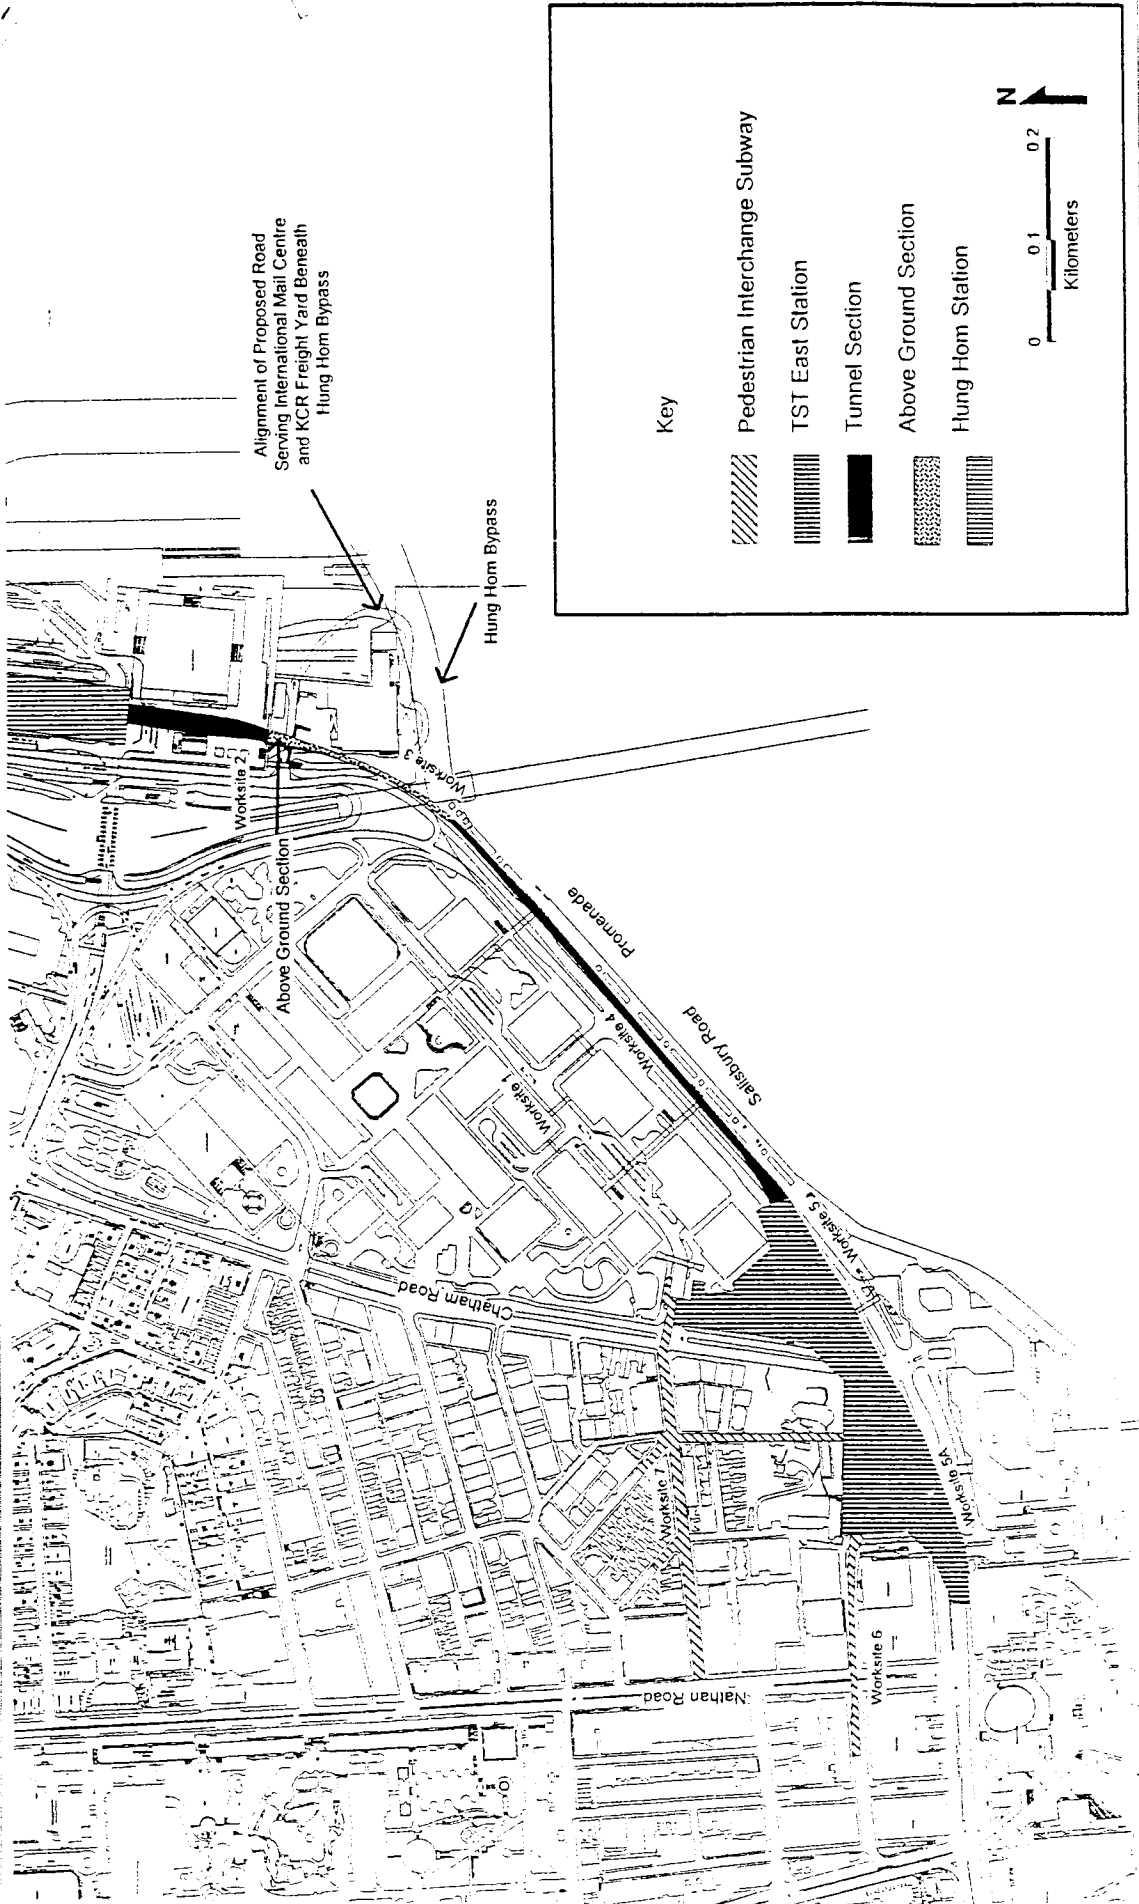 Alignment of Proposed Road
Serving International Mail Centre
and KCR Freight Yard Beneath
Hung Hom Bypass
Hung Hom Bypass
Worksite 2
Above Ground Section
Worksite 3
Promenade
Salisbury Road
Worksite 4
Worksite 1
Chatham Road
Worksite 5
Worksite 5A
Worksite 7
Worksite 6
Nathan Road
Key
Pedestrian Interchange Subway
TST East Station
Tunnel Section
Above Ground Section
Hung Hom Station
N
0 0 1 0 2
Kilometers